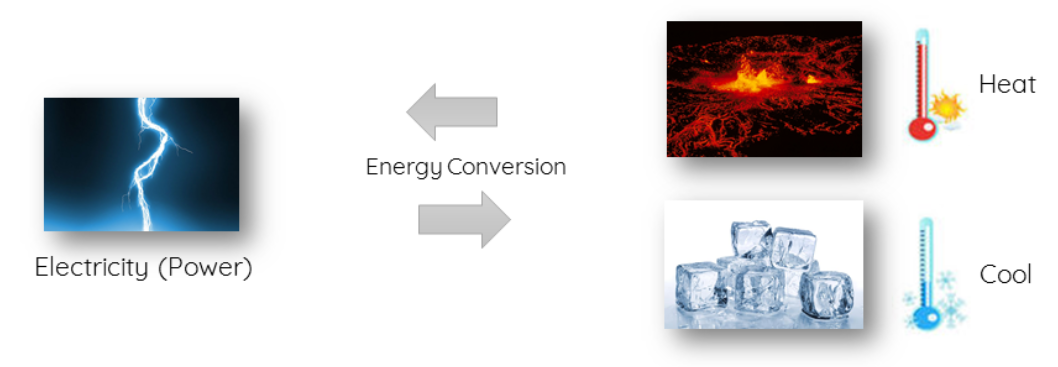 Heat
Energy Conversion
Electricity (Power)
Cool